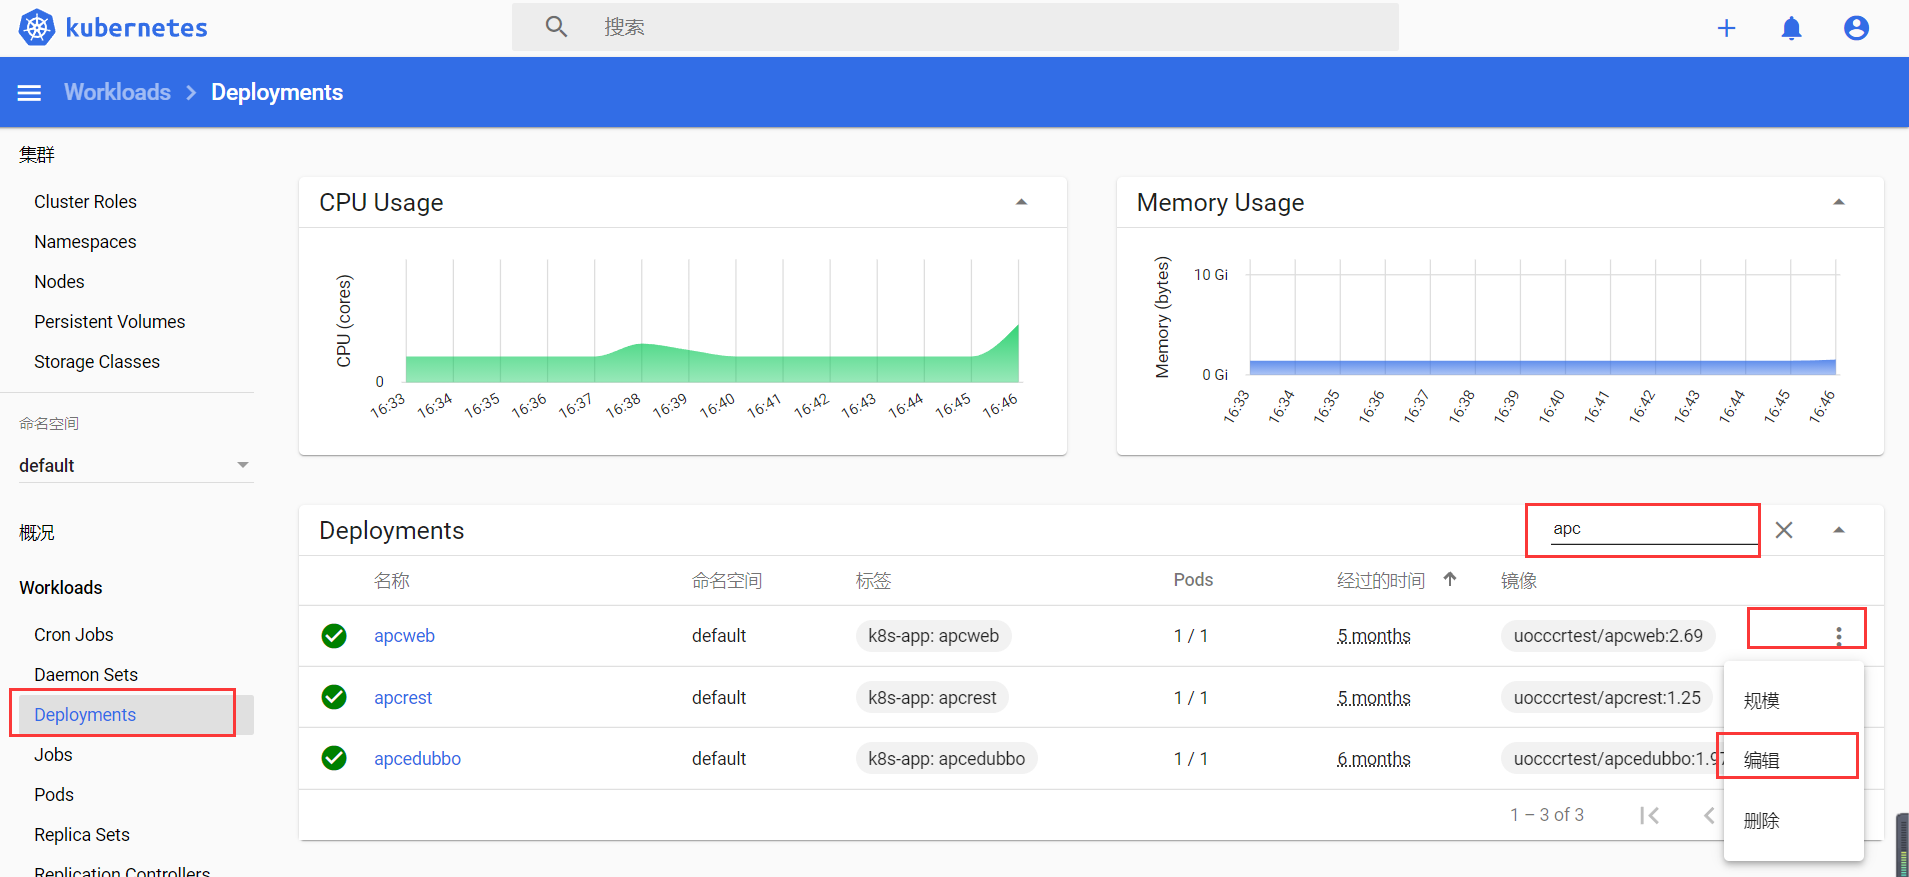 kubernetes
搜索
Workloads > Deployments
集群
Cluster Roles
Namespaces
Nodes
Persistent Volumes
Storage Classes
命名空间
default
概况
Workloads
Cron Jobs
Daemon Sets
Deployments
Jobs
Pods
Replica Sets
Replication Controllers
CPU Usage
CPU (cores)
0
16:33 16:34 16:35 16:36 16:37 16:38 16:39 16:40 16:41 16:42 16:43 16:44 16:45 16:46
Memory Usage
Memory (bytes)
10 Gi
0 Gi
16:33 16:34 16:35 16:36 16:37 16:38 16:39 16:40 16:41 16:42 16:43 16:44 16:45 16:46
Deployments
apc
名称 命名空间 标签 Pods 经过的时间 镜像
apcweb default k8s-app: apcweb 1 / 1 5 months uocccrtest/apcweb:2.69
apcrest default k8s-app: apcrest 1 / 1 5 months uocccrtest/apcrest:1.25
apcedubbo default k8s-app: apcedubbo 1 / 1 6 months uocccrtest/apcedubbo:1.97
1 – 3 of 3
规模
编辑
删除